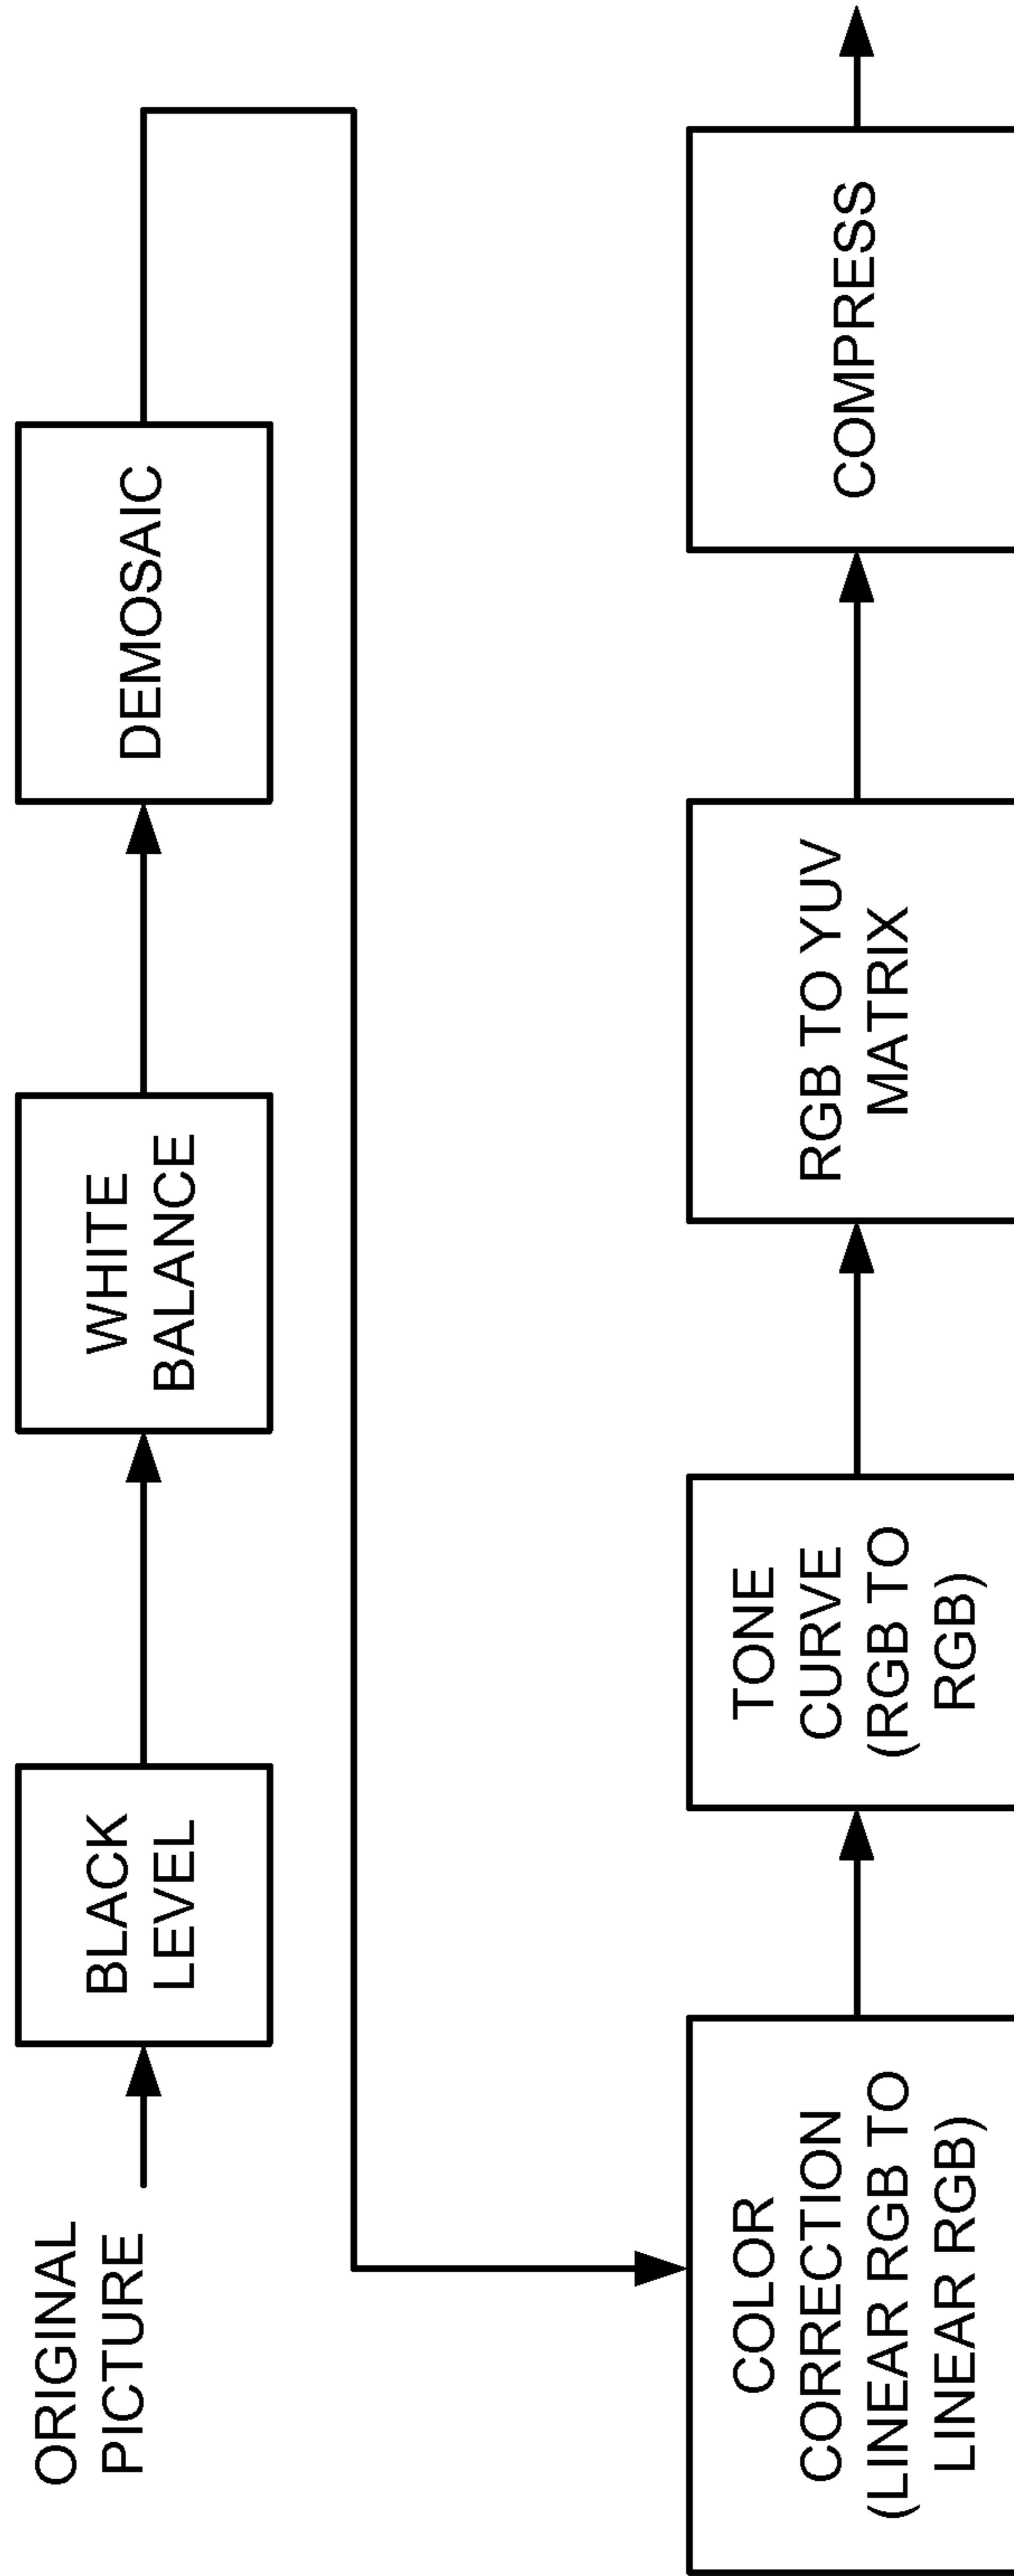 ORIGINAL
PICTURE
BLACK
LEVEL
WHITE
BALANCE
DEMOSAIC
COLOR
CORRECTION
(LINEAR RGB TO
LINEAR RGB)
TONE
CURVE
(RGB TO
RGB)
RGB TO YUV
MATRIX
COMPRESS